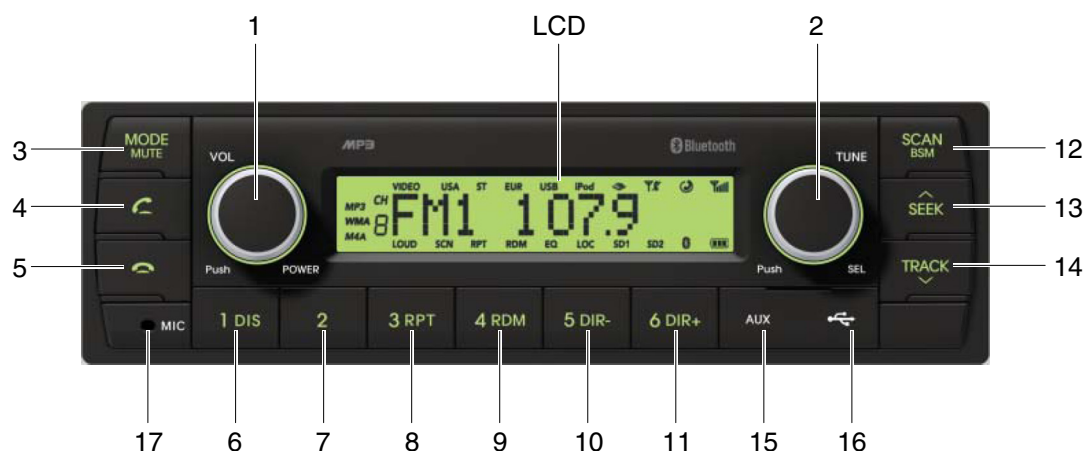 1 LCD 2
3 MODE MUTE
VOL
MP3
Bluetooth
TUNE
SCAN BSM 12
4
VIDEO USA ST EUR USB iPod
MP3 CH
WMA 8 FM1 107.9
M4A
LOUD SCN RPT RDM EQ LOC SD1 SD2
SEEK 13
5
Push POWER
Push SEL
TRACK 14
MIC
1 DIS
2
3 RPT
4 RDM
5 DIR-
6 DIR+
AUX
17 6 7 8 9 10 11 15 16